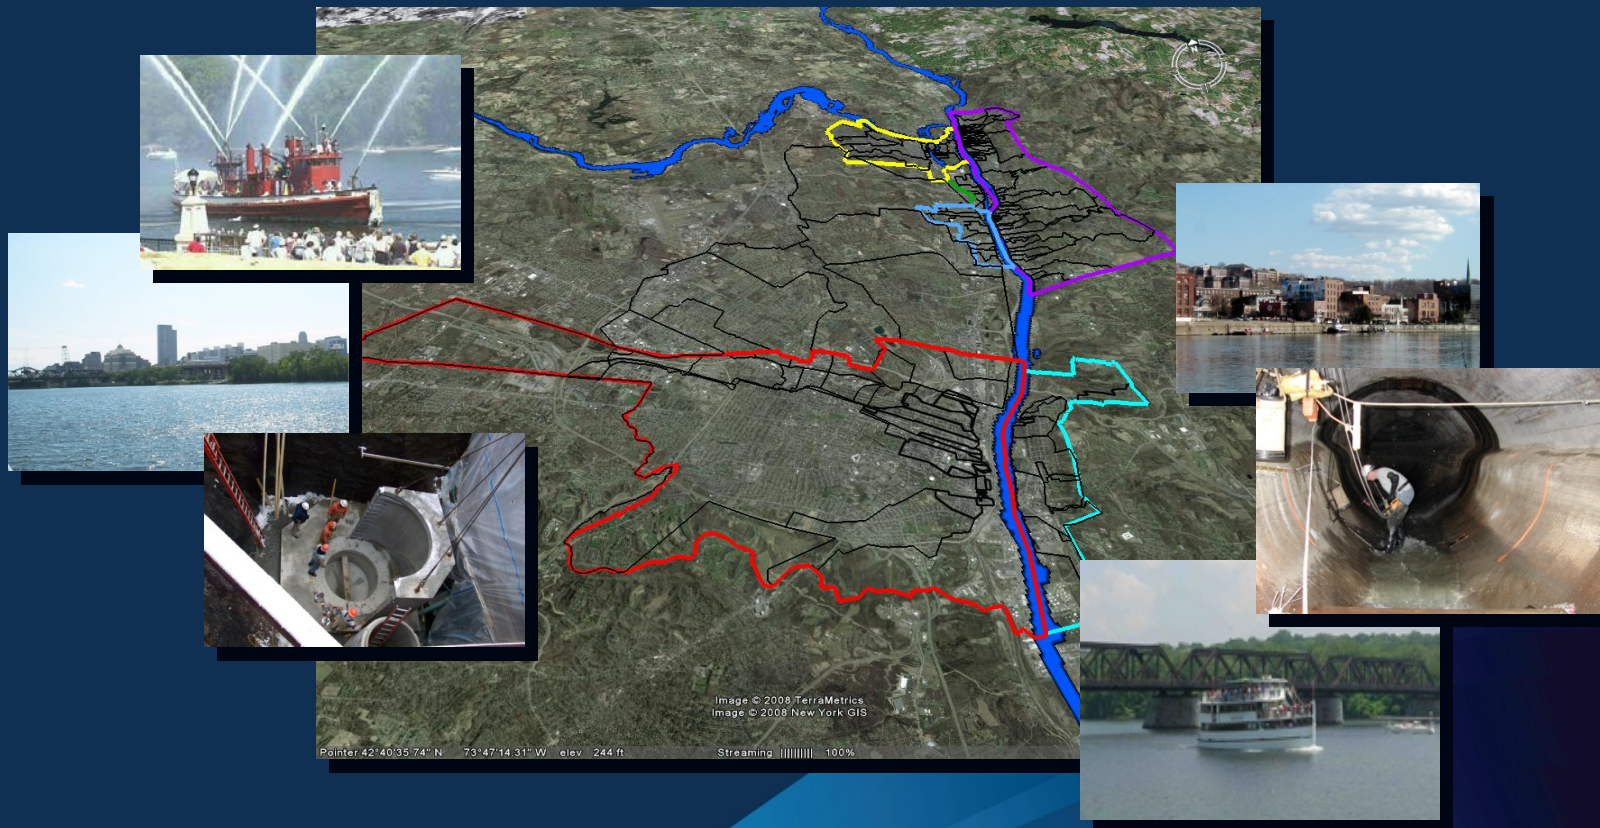 Image © 2008 TerraMetrics
Image © 2008 New York GIS
Pointer 42°40'35.74" N 73°47'14.31" W elev 244 ft Streaming ||||||||| 100%